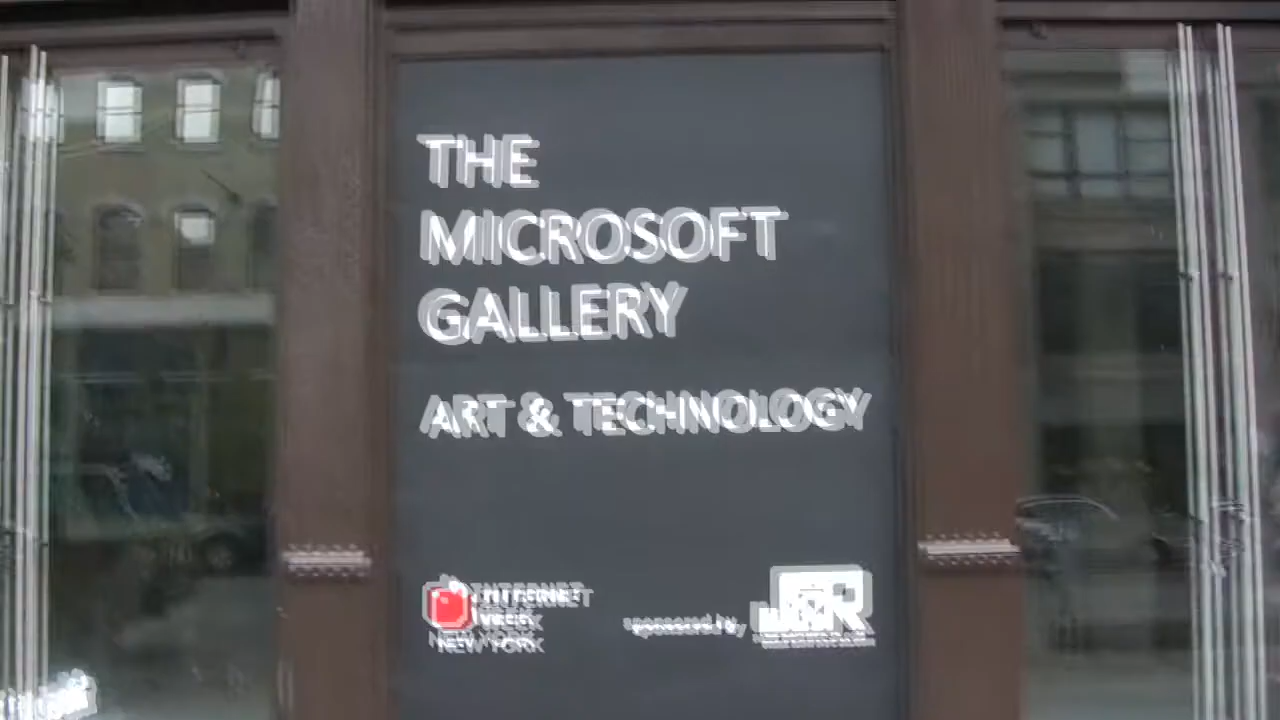 THE
MICROSOFT
GALLERY
ART & TECHNOLOGY
INTERNET
WEEK
NEW YORK
sponsored by